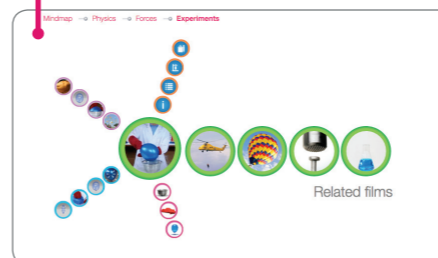 Mindmap → Physics → Forces → Experiments
Related films